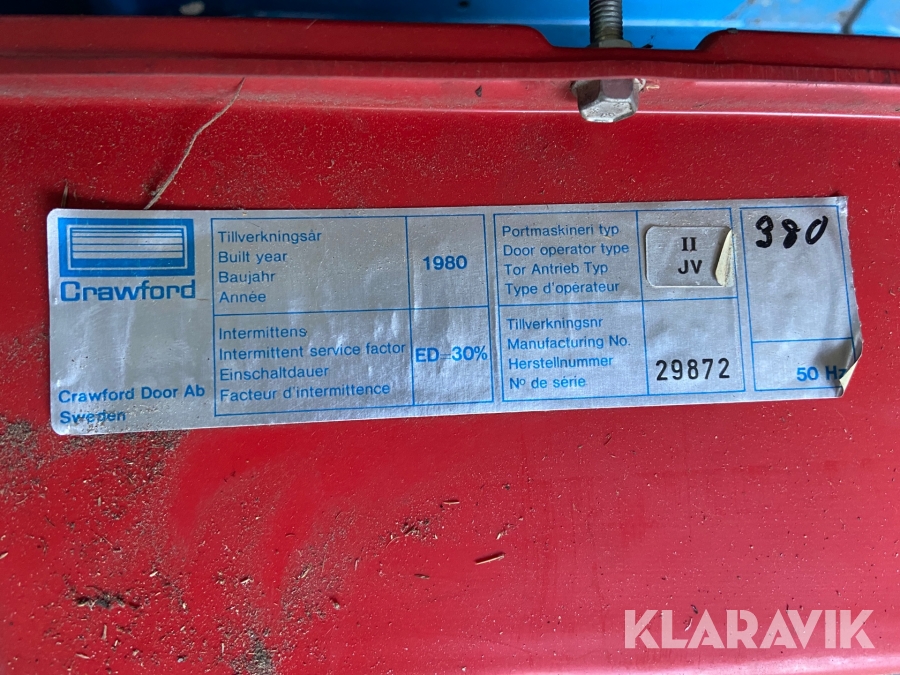 Crawford
Crawford Door Ab
Sweden
Tillverkningsår
Built year
Baujahr
Année
1980
Intermittens
Intermittent service factor
Einschaltdauer
Facteur d'intermittence
ED-30%
Portmaskineri typ
Door operator type
Tor Antrieb Typ
Type d'opérateur
II
JV
Tillverkningsnr
Manufacturing No.
Herstellnummer
Nº de série
29872
380
50 Hz
KLARAVIK